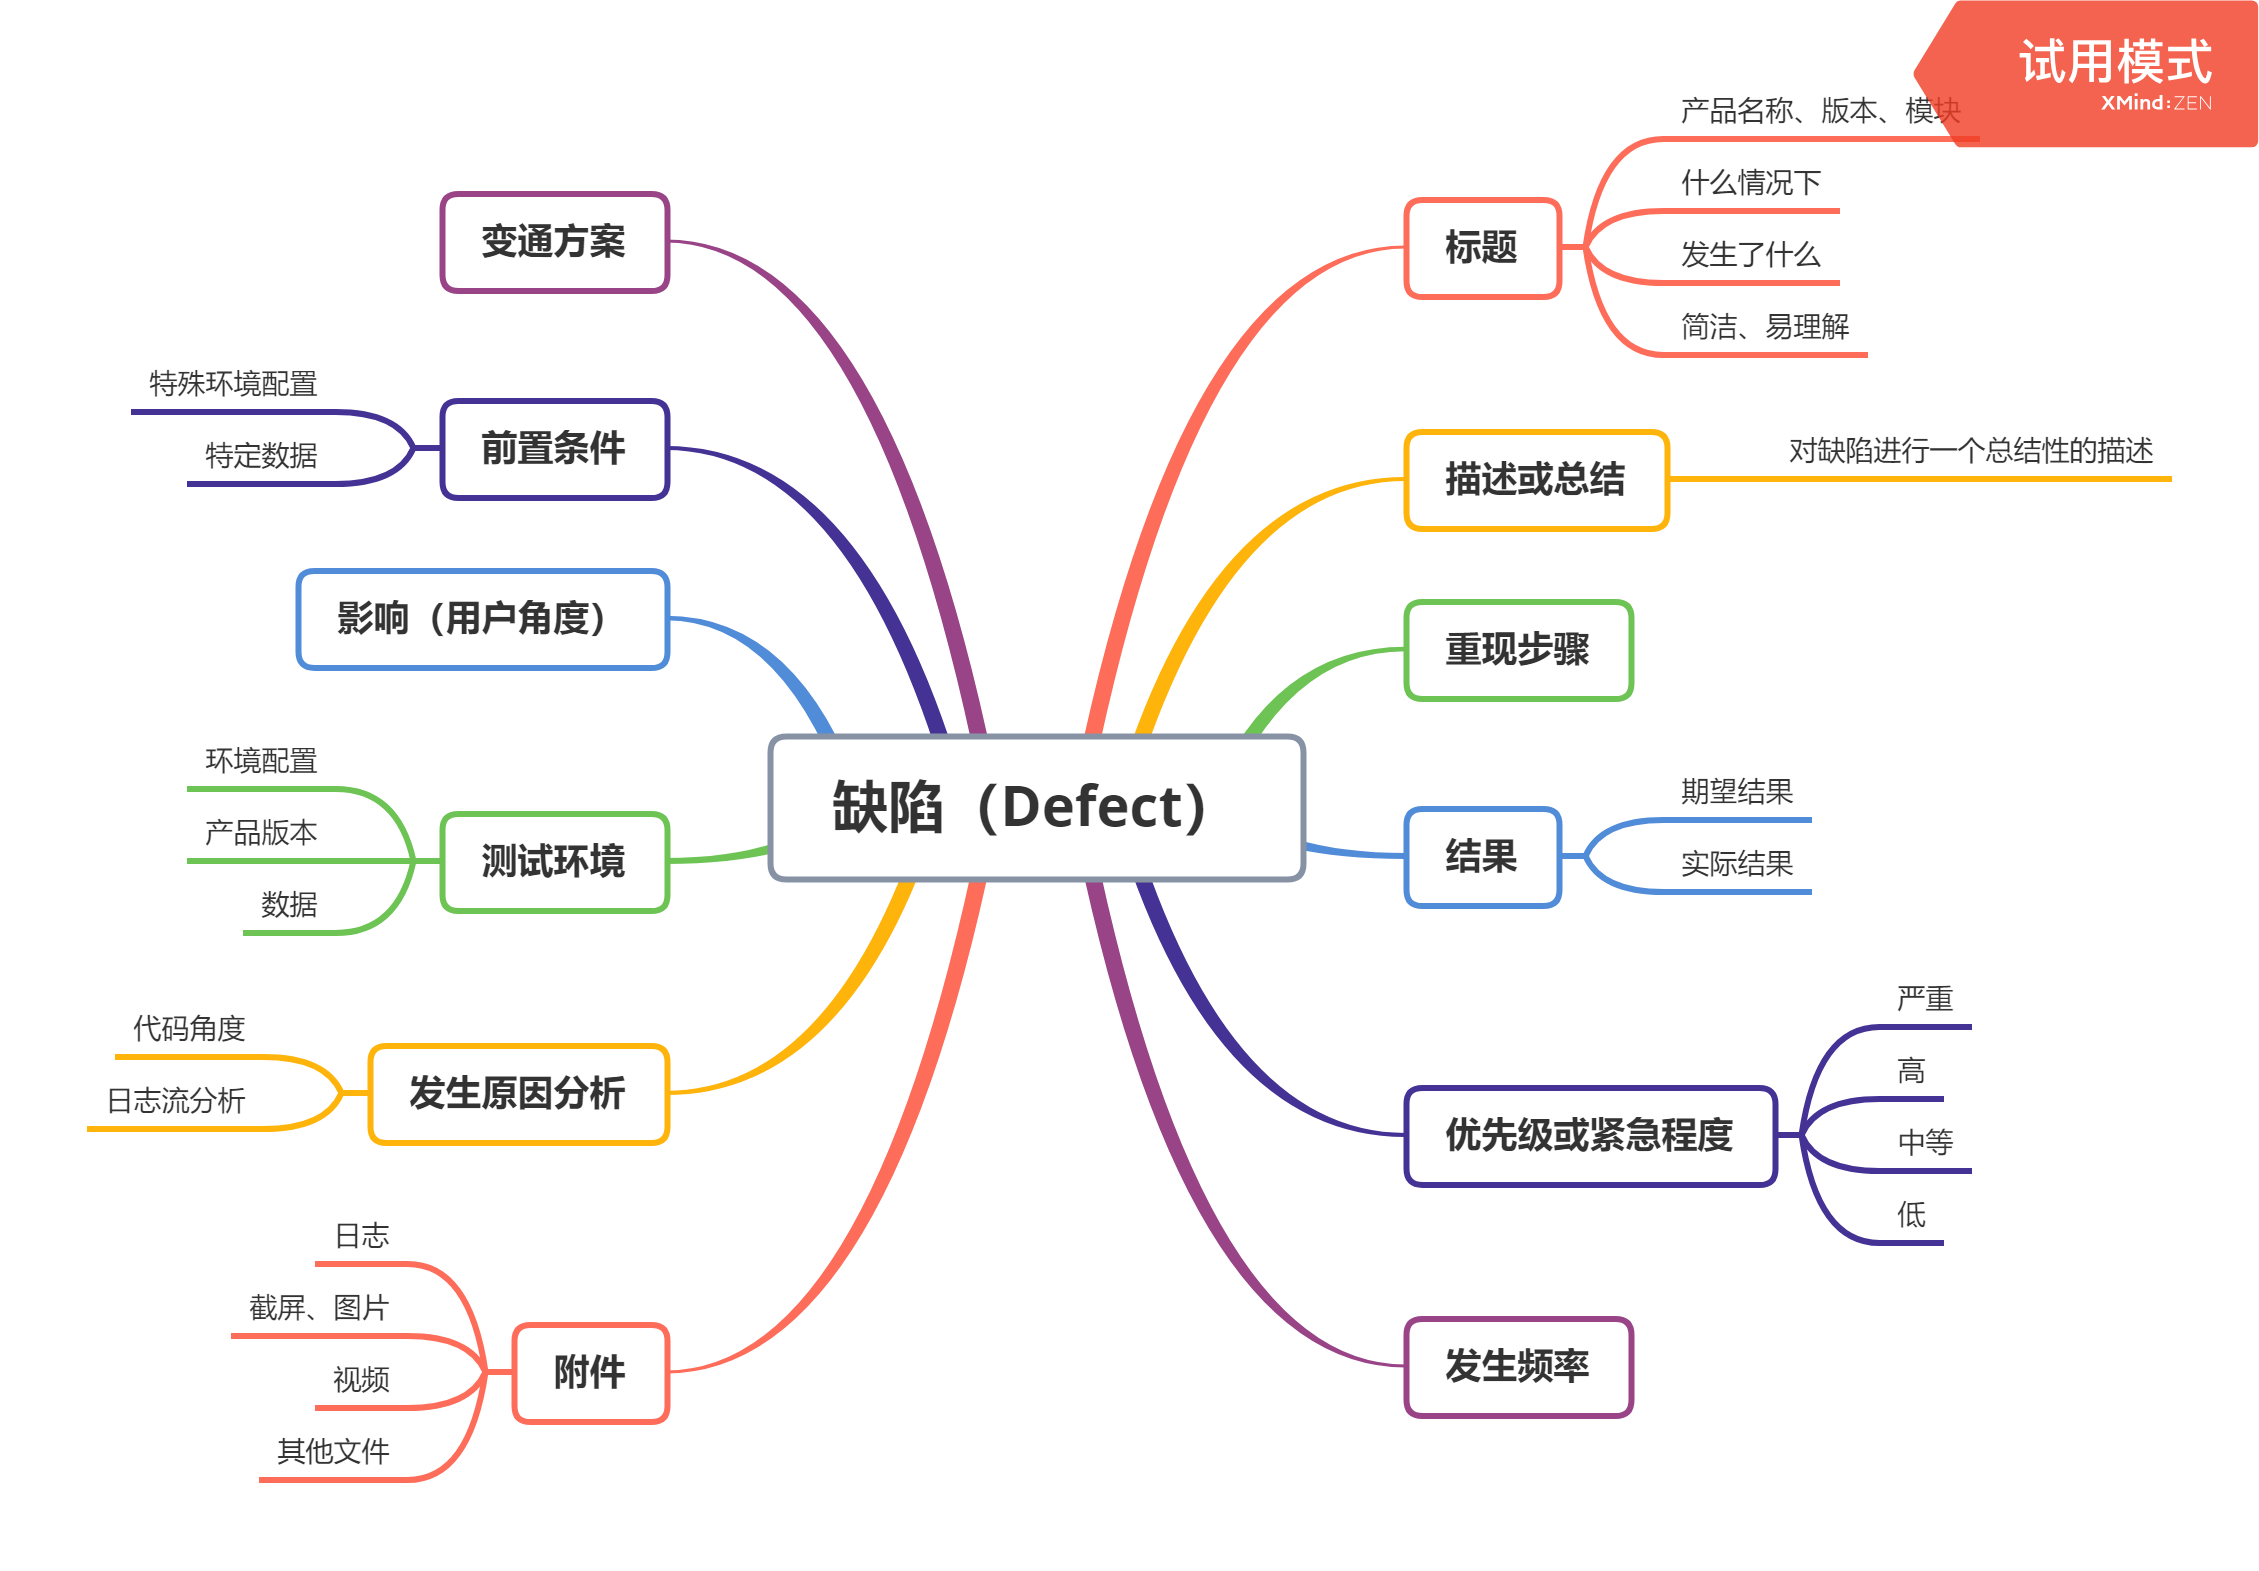 试用模式
XMind:ZEN
缺陷（Defect）
标题
产品名称、版本、模块
什么情况下
发生了什么
简洁、易理解
描述或总结
对缺陷进行一个总结性的描述
重现步骤
结果
期望结果
实际结果
优先级或紧急程度
严重
高
中等
低
发生频率
变通方案
前置条件
特殊环境配置
特定数据
影响（用户角度）
测试环境
环境配置
产品版本
数据
发生原因分析
代码角度
日志流分析
附件
日志
截屏、图片
视频
其他文件